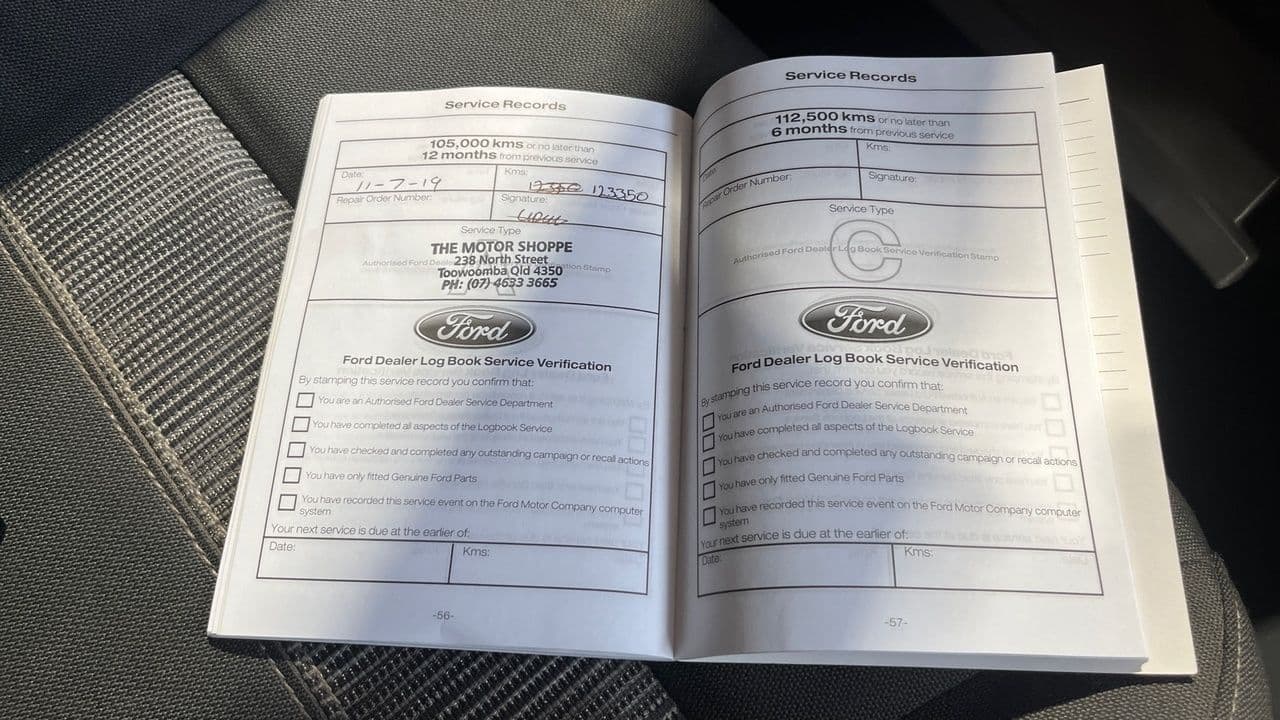 Service Records
105,000 kms or no later than
12 months from previous service
Date:
11-7-19
Kms:
123350
Repair Order Number:
Signature:
Service Type
THE MOTOR SHOPPE
238 North Street
Authorised Ford Deale ation Stamp
Toowoomba Qld 4350
PH: (07) 4633 3665
Ford
Ford Dealer Log Book Service Verification
By stamping this service record you confirm that:
You are an Authorised Ford Dealer Service Department
You have completed all aspects of the Logbook Service
You have checked and completed any outstanding campaign or recall actions
You have only fitted Genuine Ford Parts
You have recorded this service event on the Ford Motor Company computer
system
Your next service is due at the earlier of:
Date:
Kms:
-56-
Service Records
112,500 kms or no later than
6 months from previous service
Date:
Kms:
Repair Order Number:
Signature:
Service Type
C
Authorised Ford Dealer Log Book Service Verification Stamp
Ford
Ford Dealer Log Book Service Verification
By stamping this service record you confirm that:
You are an Authorised Ford Dealer Service Department
You have completed all aspects of the Logbook Service
You have checked and completed any outstanding campaign or recall actions
You have only fitted Genuine Ford Parts
You have recorded this service event on the Ford Motor Company computer
system
Your next service is due at the earlier of:
Date:
Kms:
-57-